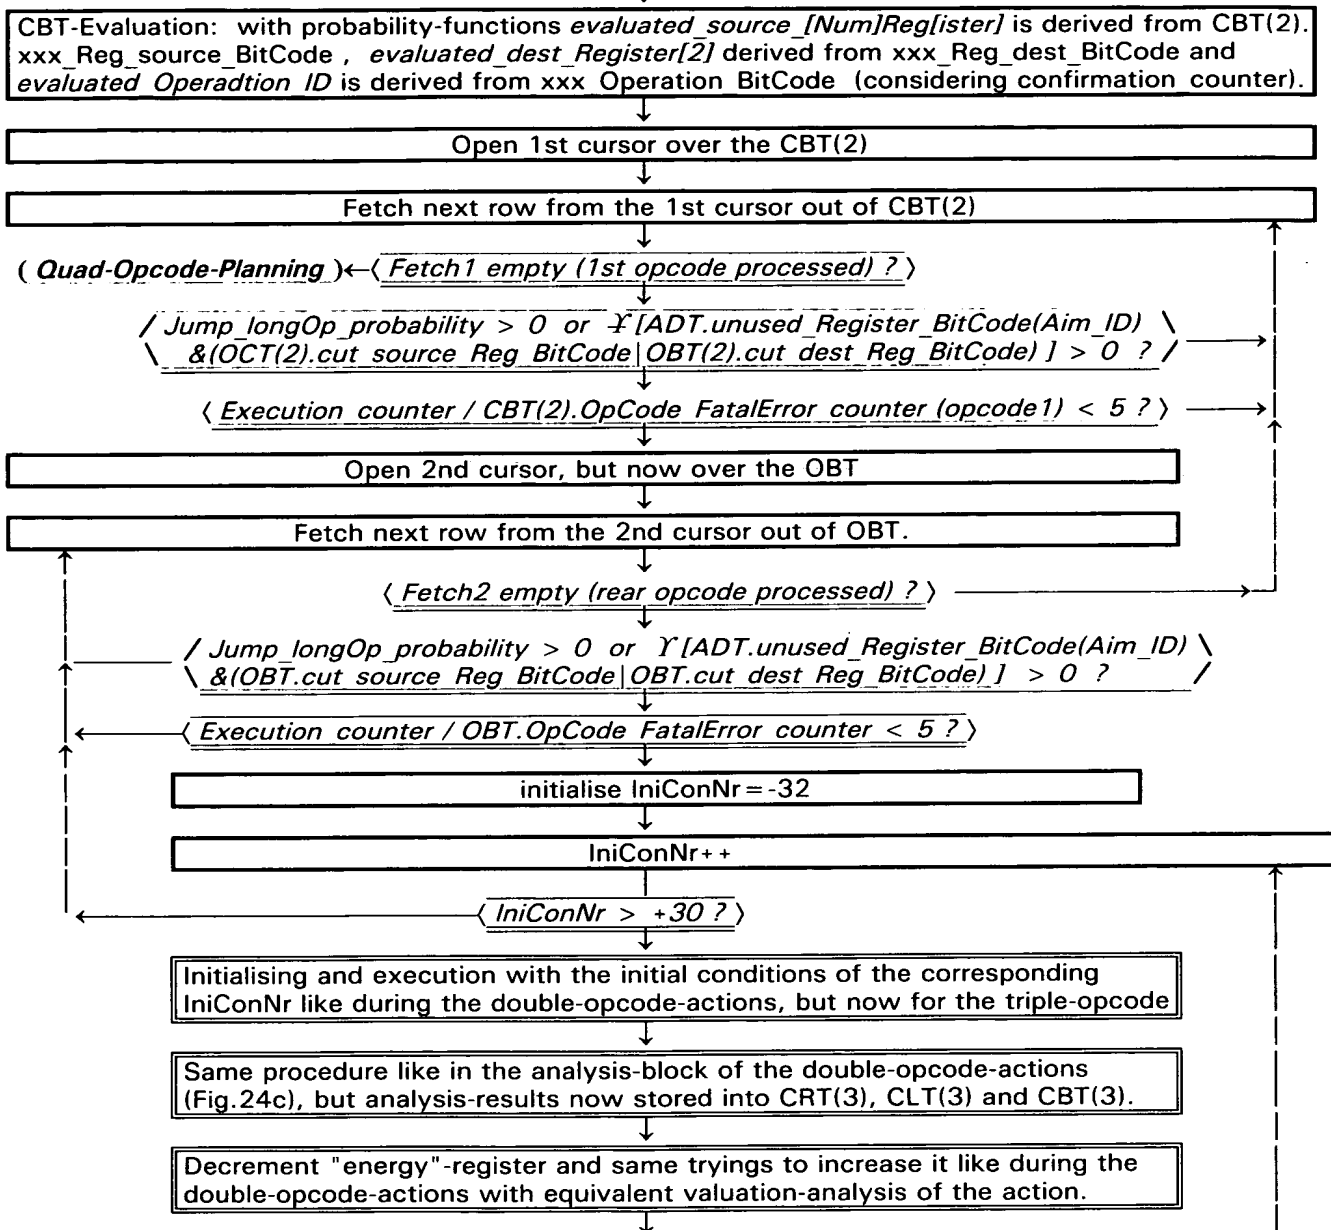 CBT-Evaluation: with probability-functions evaluated_source_[Num]Reg[ister] is derived from CBT(2).
xxx_Reg_source_BitCode , evaluated_dest_Register[2] derived from xxx_Reg_dest_BitCode and
evaluated_Operadtion_ID is derived from xxx_Operation_BitCode (considering confirmation counter).
Open 1st cursor over the CBT(2)
Fetch next row from the 1st cursor out of CBT(2)
( Quad-Opcode-Planning )←⟨ Fetch1 empty (1st opcode processed) ? ⟩
/ Jump_longOp_probability > 0 or ϒ[ADT.unused_Register_BitCode(Aim_ID) \
\ &(OCT(2).cut_source_Reg_BitCode|OBT(2).cut_dest_Reg_BitCode) ] > 0 ? /
⟨ Execution_counter / CBT(2).OpCode_FatalError_counter (opcode1) < 5 ? ⟩
Open 2nd cursor, but now over the OBT
Fetch next row from the 2nd cursor out of OBT.
⟨ Fetch2 empty (rear opcode processed) ? ⟩
/ Jump_longOp_probability > 0 or ϒ[ADT.unused_Register_BitCode(Aim_ID) \
\ &(OBT.cut_source_Reg_BitCode|OBT.cut_dest_Reg_BitCode) ] > 0 ? /
⟨ Execution_counter / OBT.OpCode_FatalError_counter < 5 ? ⟩
initialise IniConNr=-32
IniConNr++
⟨ IniConNr > +30 ? ⟩
Initialising and execution with the initial conditions of the corresponding
IniConNr like during the double-opcode-actions, but now for the triple-opcode
Same procedure like in the analysis-block of the double-opcode-actions
(Fig.24c), but analysis-results now stored into CRT(3), CLT(3) and CBT(3).
Decrement "energy"-register and same tryings to increase it like during the
double-opcode-actions with equivalent valuation-analysis of the action.